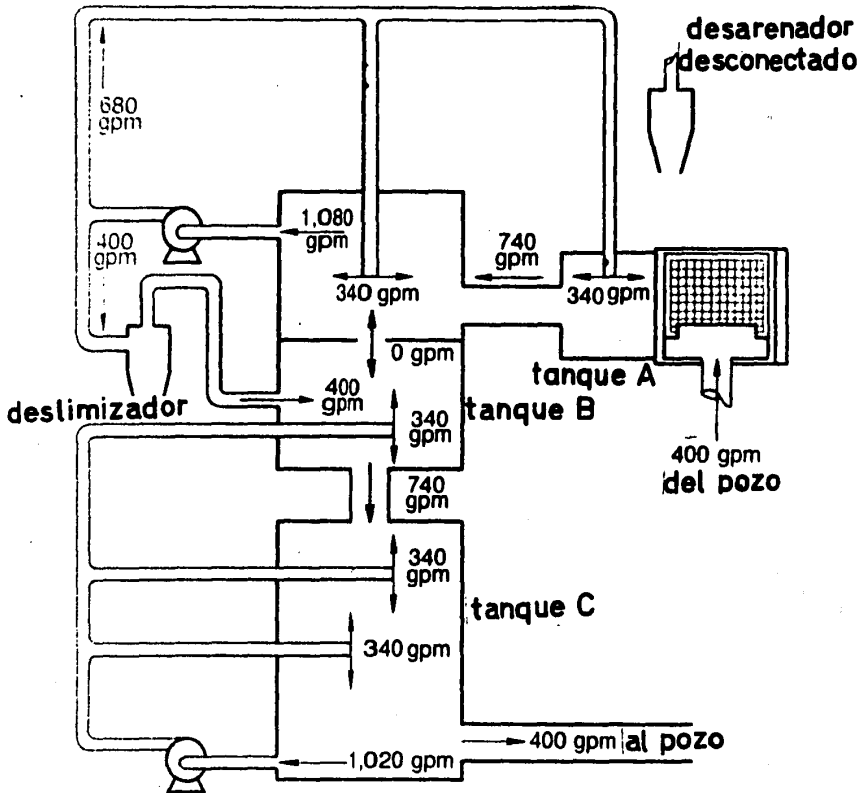 desarenador
desconectado
680
gpm
1,080
gpm
400
gpm
740
gpm
340 gpm
340 gpm
0 gpm
tanque A
deslimizador
400
gpm
tanque B
340
gpm
400 gpm
del pozo
740
gpm
340
gpm
tanque C
340 gpm
1,020 gpm
400 gpm al pozo